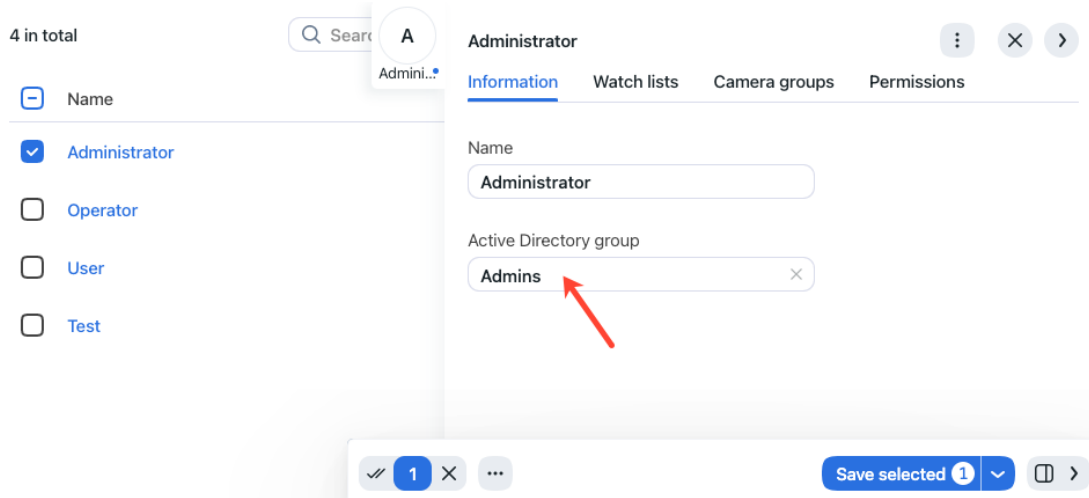 4 in total
Searc
Name
Administrator
Operator
User
Test
A
Admini...
Administrator
Information Watch lists Camera groups Permissions
Name
Administrator
Active Directory group
Admins
1
Save selected 1